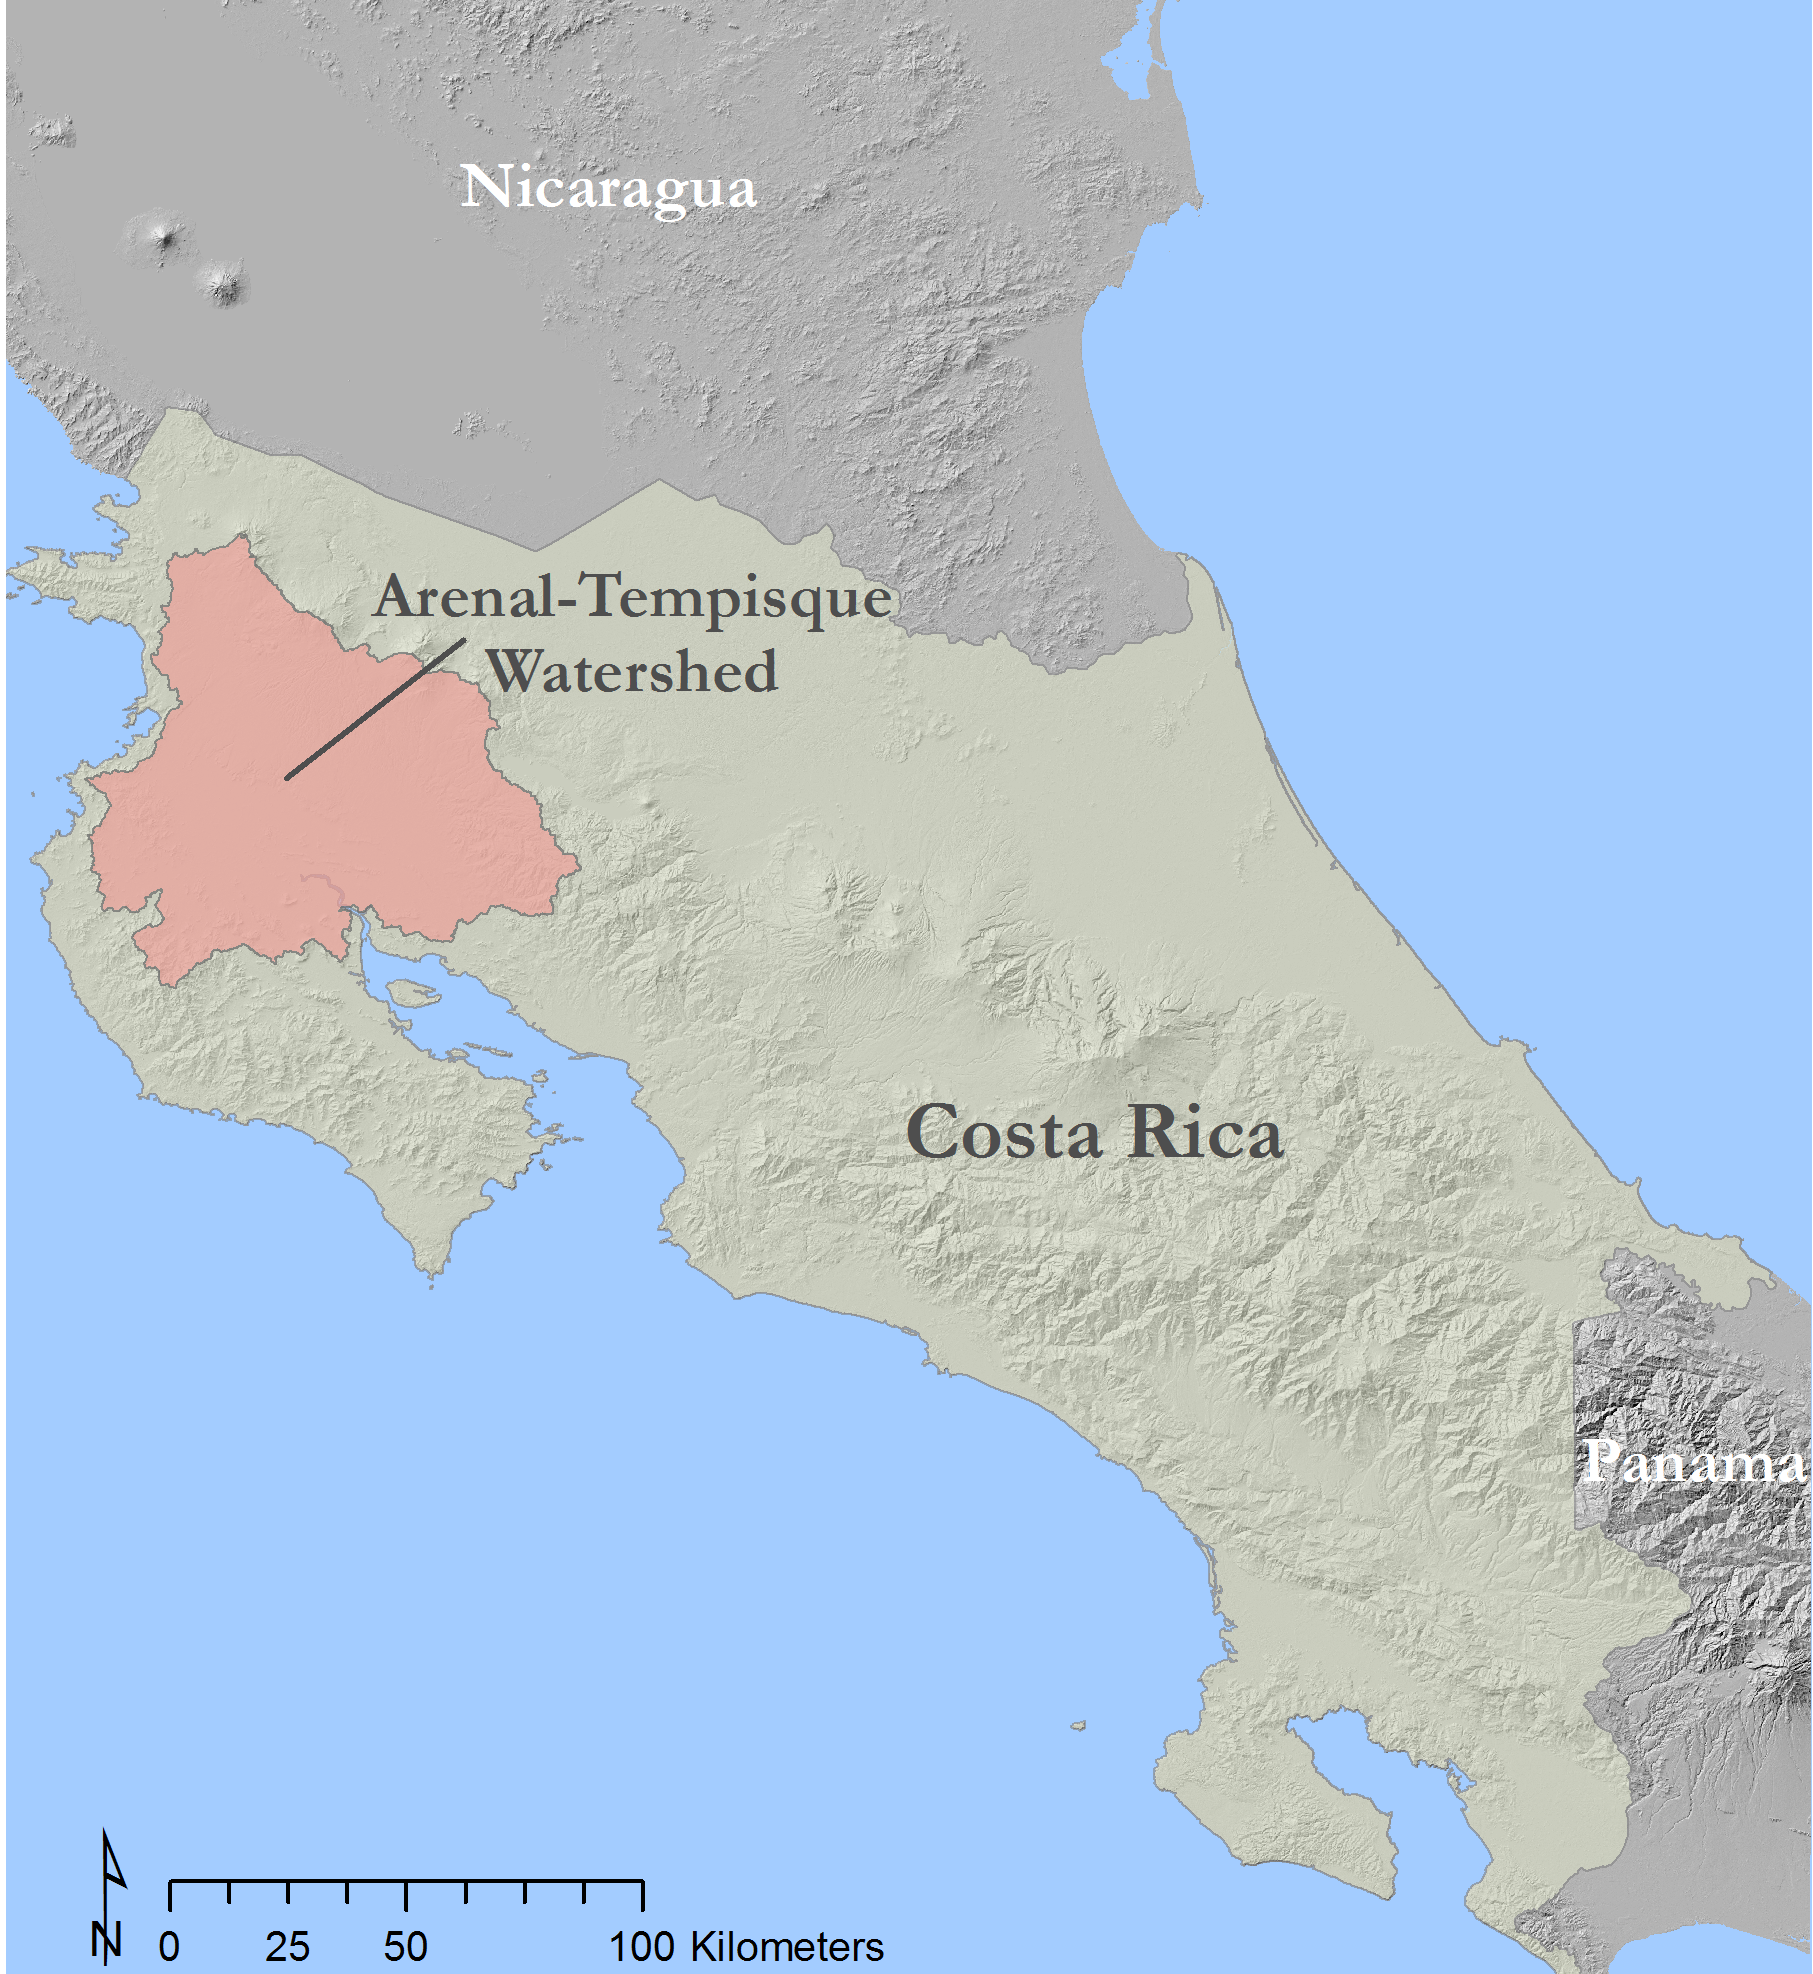 Nicaragua
Arenal-Tempisque
Watershed
Costa Rica
Panama
N
0 25 50 100 Kilometers